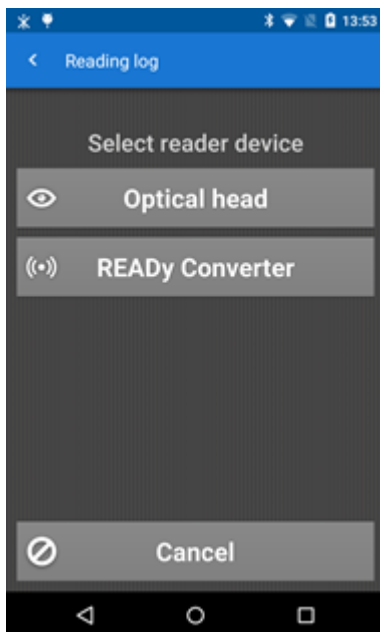 13:53
Reading log
Select reader device
Optical head
READy Converter
Cancel